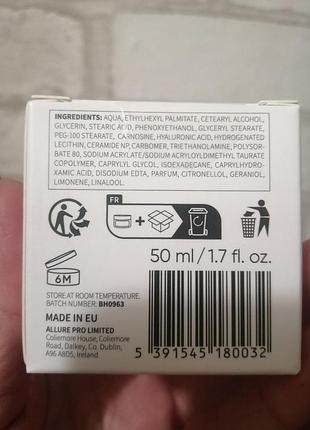 INGREDIENTS: AQUA, ETHYLHEXYL PALMITATE, CETEARYL ALCOHOL,
GLYCERIN, STEARIC ACID, PHENOXYETHANOL, GLYCERYL STEARATE,
PEG-100 STEARATE, CARNOSINE, HYALURONIC ACID, HYDROGENATED
LECITHIN, CERAMIDE NP, CARBOMER, TRIETHANOLAMINE, POLYSOR-
BATE 80, SODIUM ACRYLATE/SODIUM ACRYLOYLDIMETHYL TAURATE
COPOLYMER, CAPRYLYL GLYCOL, ISOEXADECANE, CAPRYLHYDRO-
XAMIC ACID, DISODIUM EDTA, PARFUM, CITRONELLOL, GERANIOL,
LIMONENE, LINALOOL.
FR
+
6M
50 ml/1.7 fl. oz.
STORE AT ROOM TEMPERATURE.
BATCH NUMBER: BH0963
MADE IN EU
ALLURE PRO LIMITED
Coliemore House, Coliemore
Road, Dalkey, Co. Dublin,
A96 A8D5, Ireland
5 391545 180032